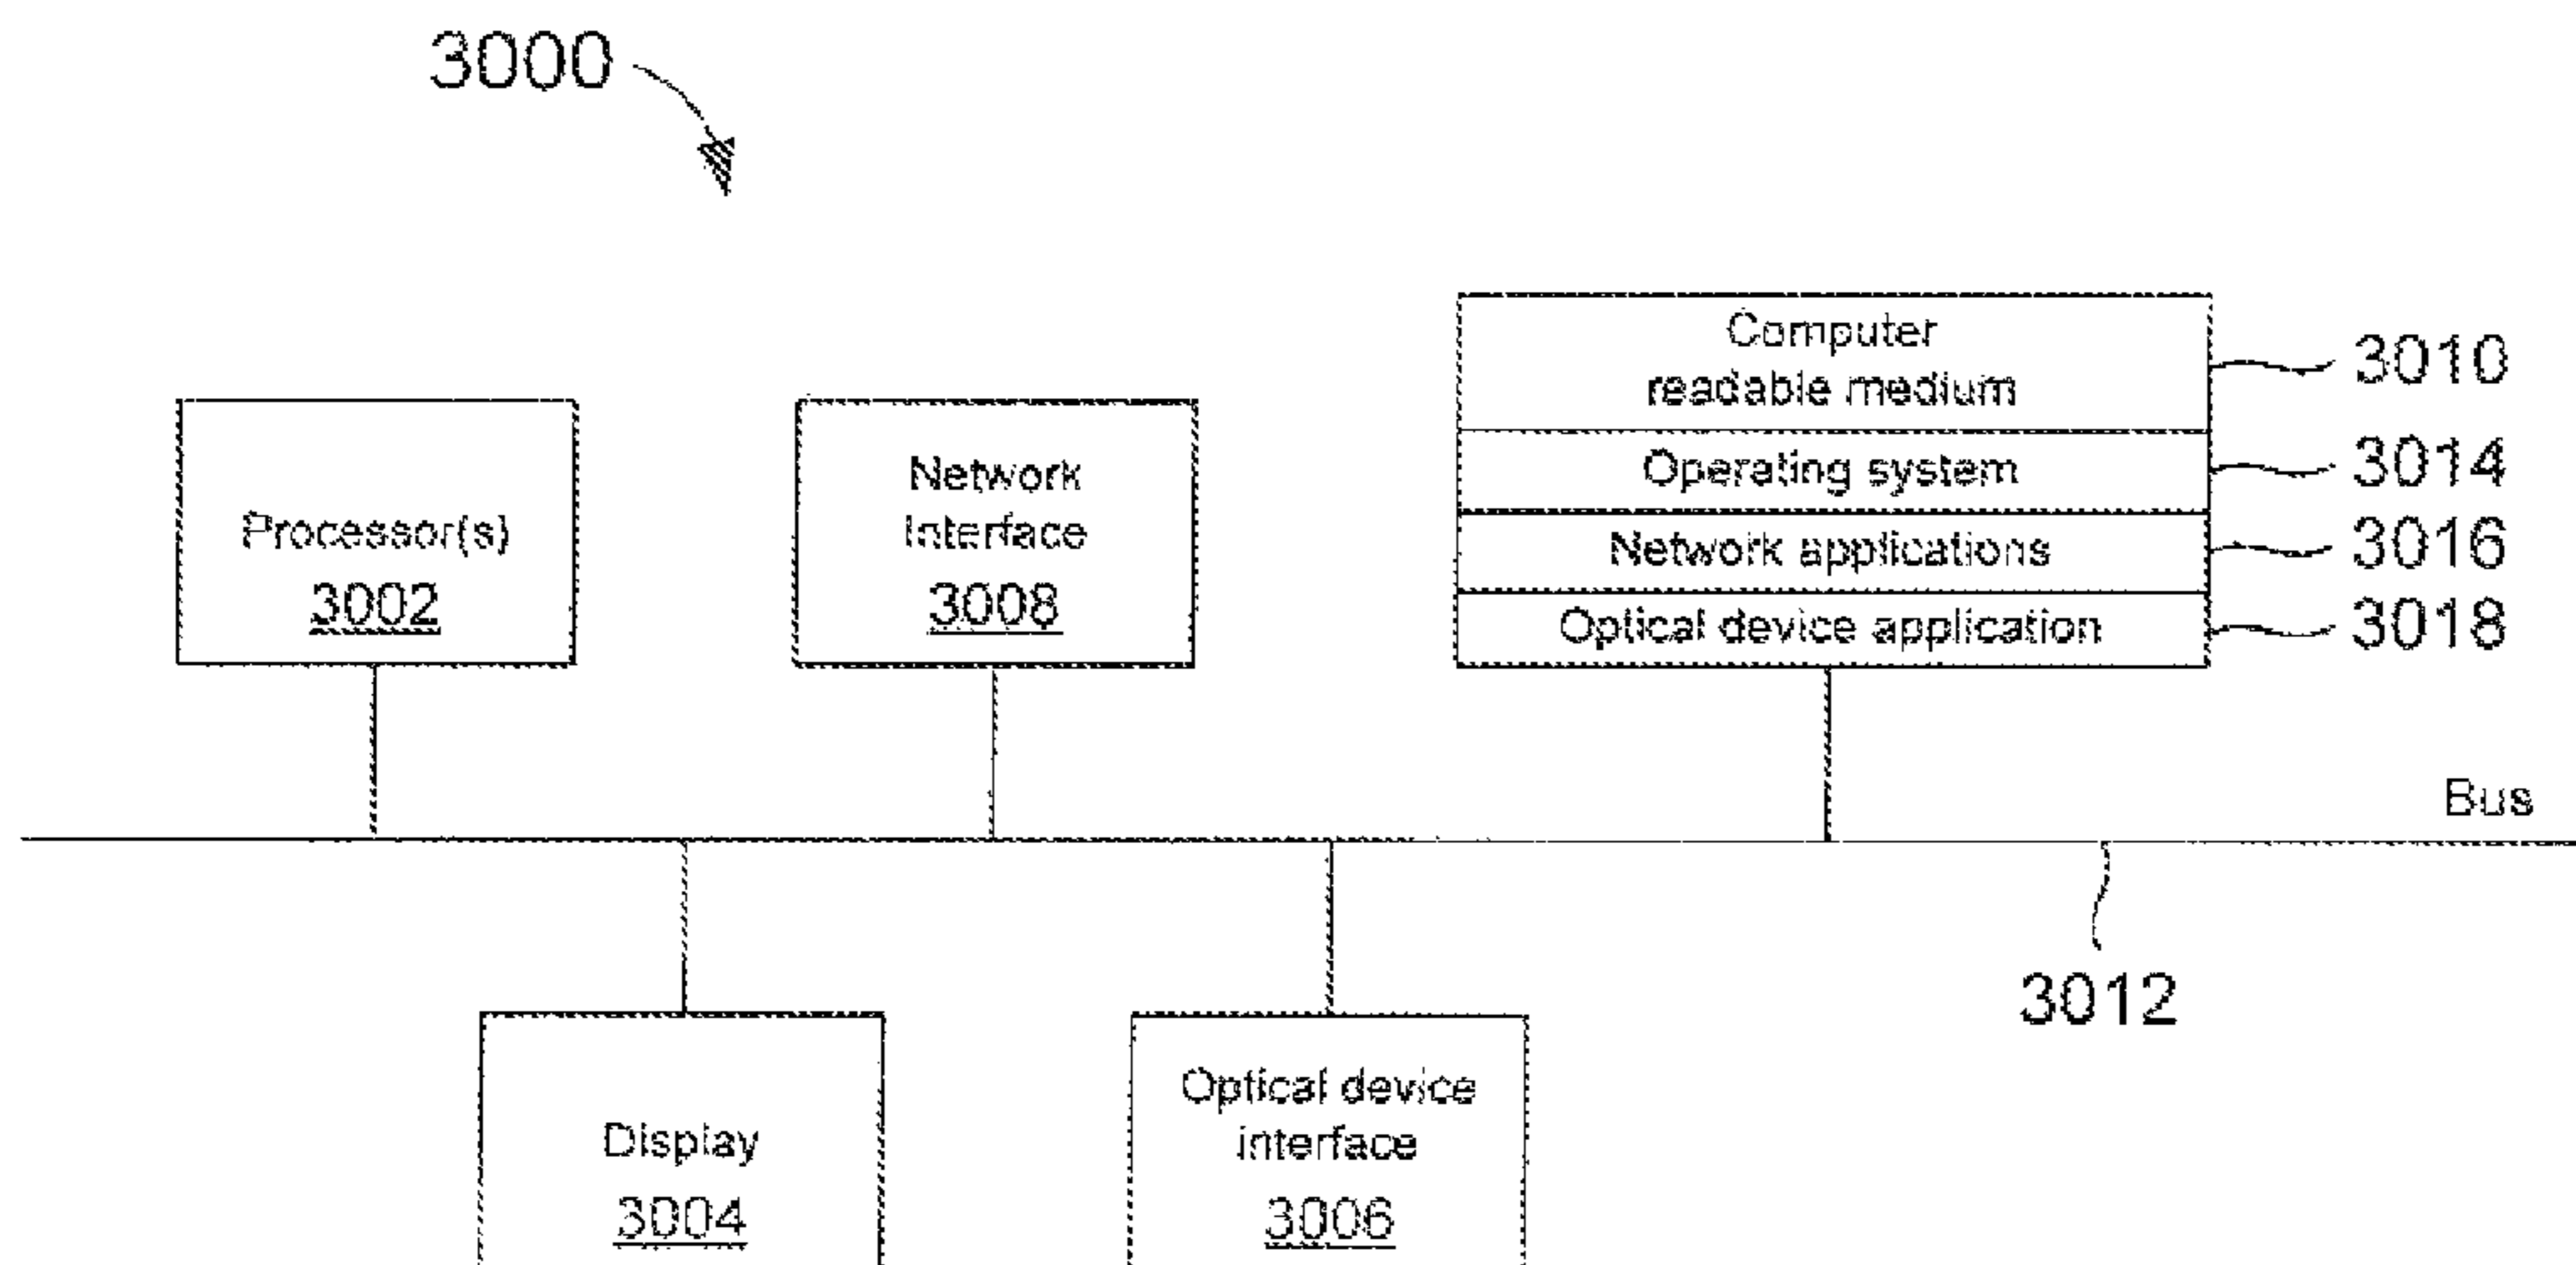 3000
Computer
readable medium
3010
Operating system
3014
Network applications
3016
Optical device application
3018
Processor(s)
3002
Network
Interface
3008
Bus
3012
Display
3004
Optical device
interface
3006